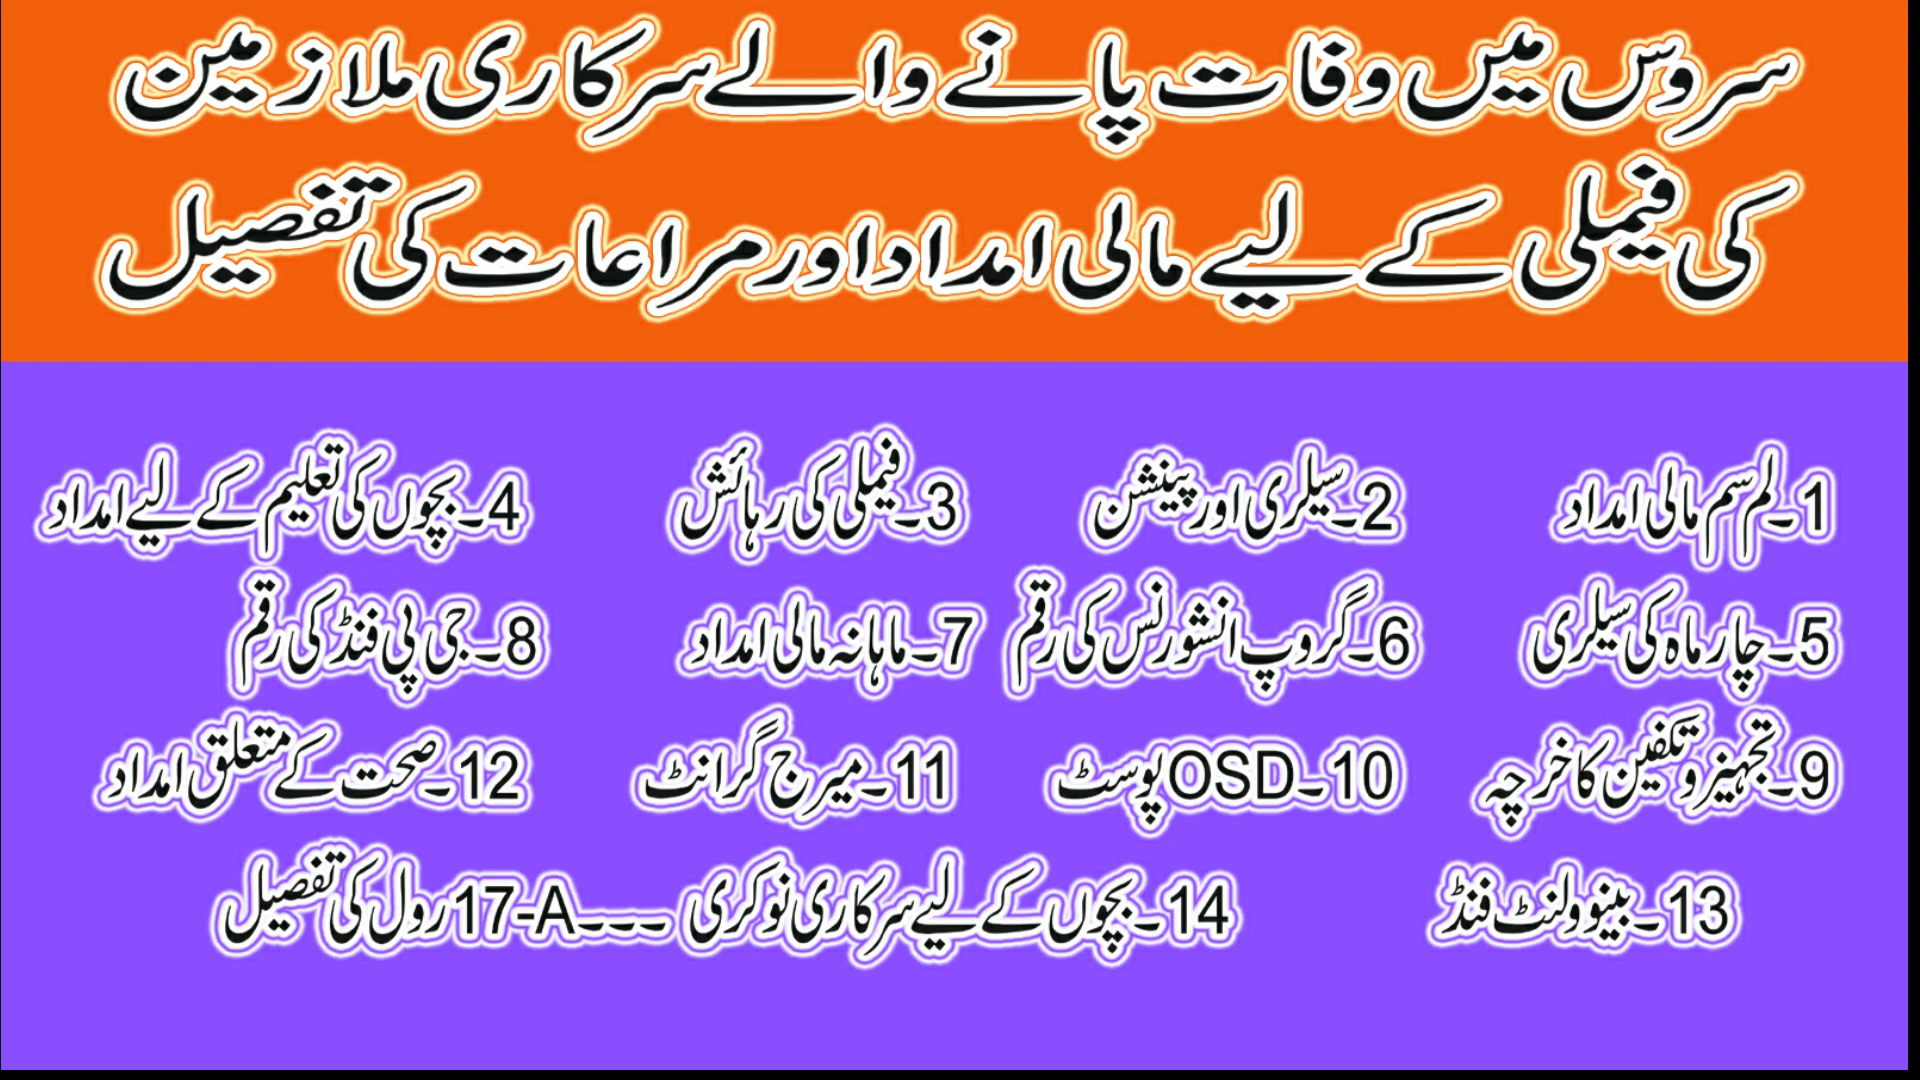 سروس میں وفات پانے والے سرکاری ملازمین
کی فیملی کے لیے مالی امداد اور مراعات کی تفصیل
1۔لم سم مالی امداد 2۔سیلری اور پینشن 3۔فیملی کی رہائش 4۔بچوں کی تعلیم کے لیے امداد
5۔چار ماہ کی سیلری 6۔گروپ انشورنس کی رقم 7۔ماہانہ مالی امداد 8۔جی پی فنڈ کی رقم
9۔تجہیز و تکفین کا خرچہ 10۔OSD پوسٹ 11۔میرج گرانٹ 12۔صحت کے متعلق امداد
13۔بینوولنٹ فنڈ 14۔بچوں کے لیے سرکاری نوکری ۔۔۔17-A رول کی تفصیل